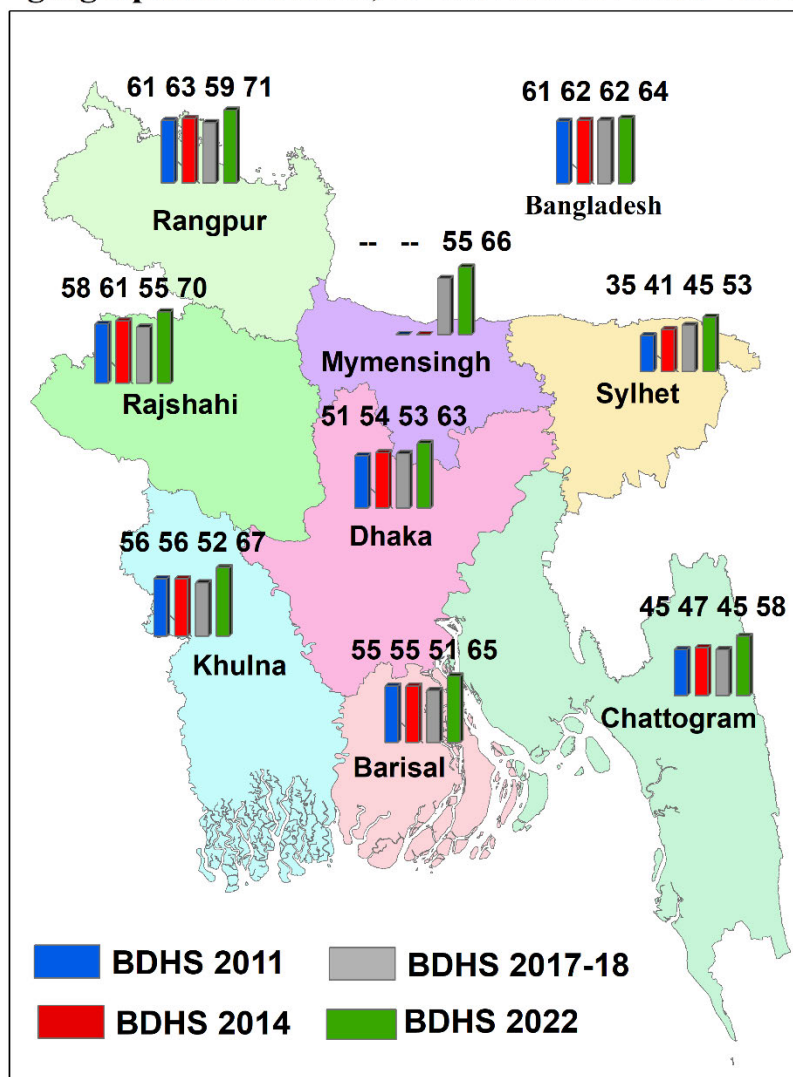 61 63 59 71
Rangpur
61 62 62 64
Bangladesh
-- -- 55 66
Mymensingh
58 61 55 70
Rajshahi
35 41 45 53
Sylhet
51 54 53 63
Dhaka
56 56 52 67
Khulna
45 47 45 58
Chattogram
55 55 51 65
Barisal
BDHS 2011
BDHS 2017-18
BDHS 2014
BDHS 2022